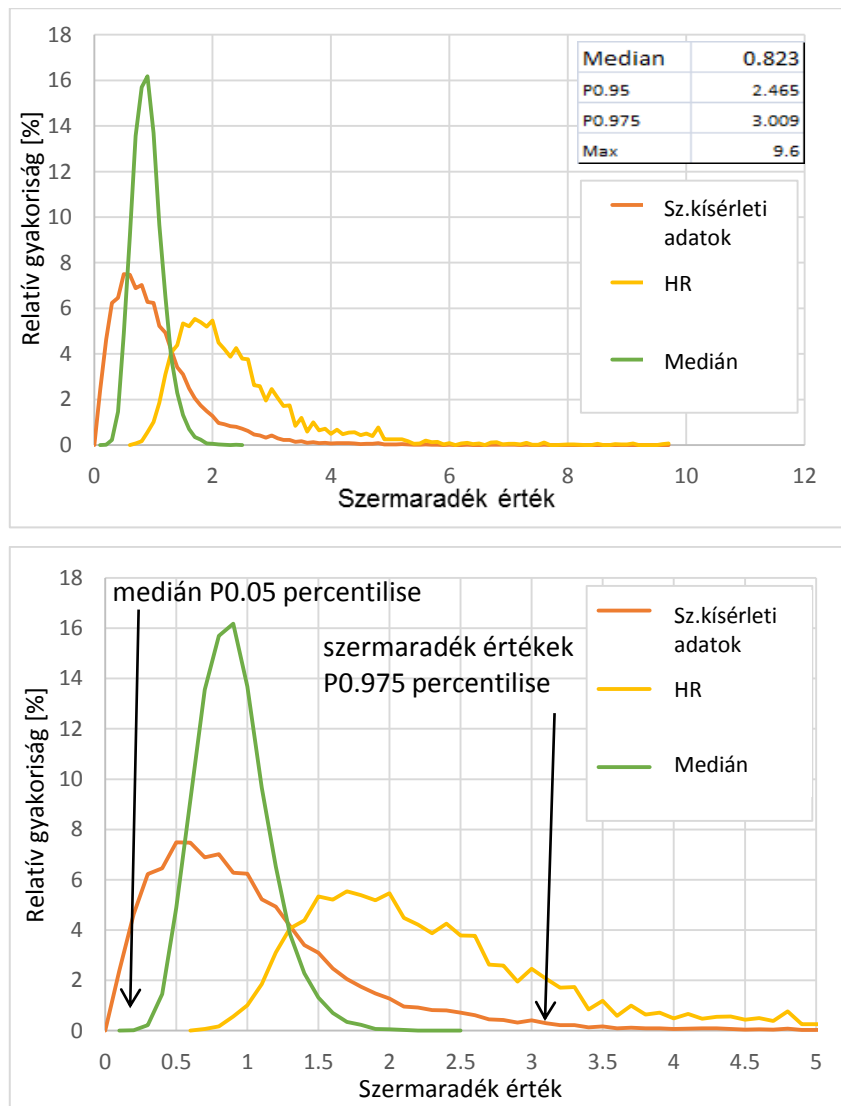 18
16
14
12
10
8
6
4
2
0
Relatív gyakoriság [%]
Median 0.823
P0.95 2.465
P0.975 3.009
Max 9.6
Sz.kísérleti
adatok
HR
Medián
0 2 4 6 8 10 12
Szermaradék érték
18
16
14
12
10
8
6
4
2
0
Relatív gyakoriság [%]
medián P0.05 percentilise
szermaradék értékek
P0.975 percentilise
Sz.kísérleti
adatok
HR
Medián
0 0.5 1 1.5 2 2.5 3 3.5 4 4.5 5
Szermaradék érték